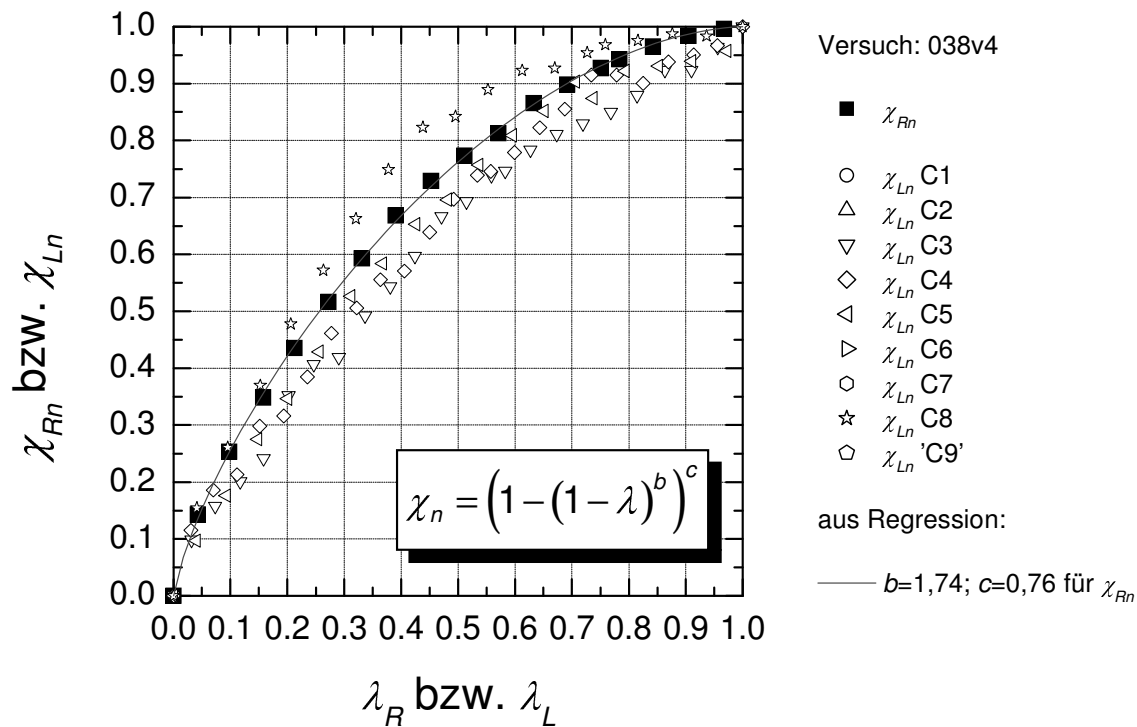 1.0
0.9
0.8
0.7
0.6
0.5
0.4
0.3
0.2
0.1
0.0
χRn bzw. χLn
0.0 0.1 0.2 0.3 0.4 0.5 0.6 0.7 0.8 0.9 1.0
λR bzw. λL
χn = (1−(1−λ)^b)^c
Versuch: 038v4
χRn
χLn C1
χLn C2
χLn C3
χLn C4
χLn C5
χLn C6
χLn C7
χLn C8
χLn 'C9'
aus Regression:
b=1,74; c=0,76 für χRn